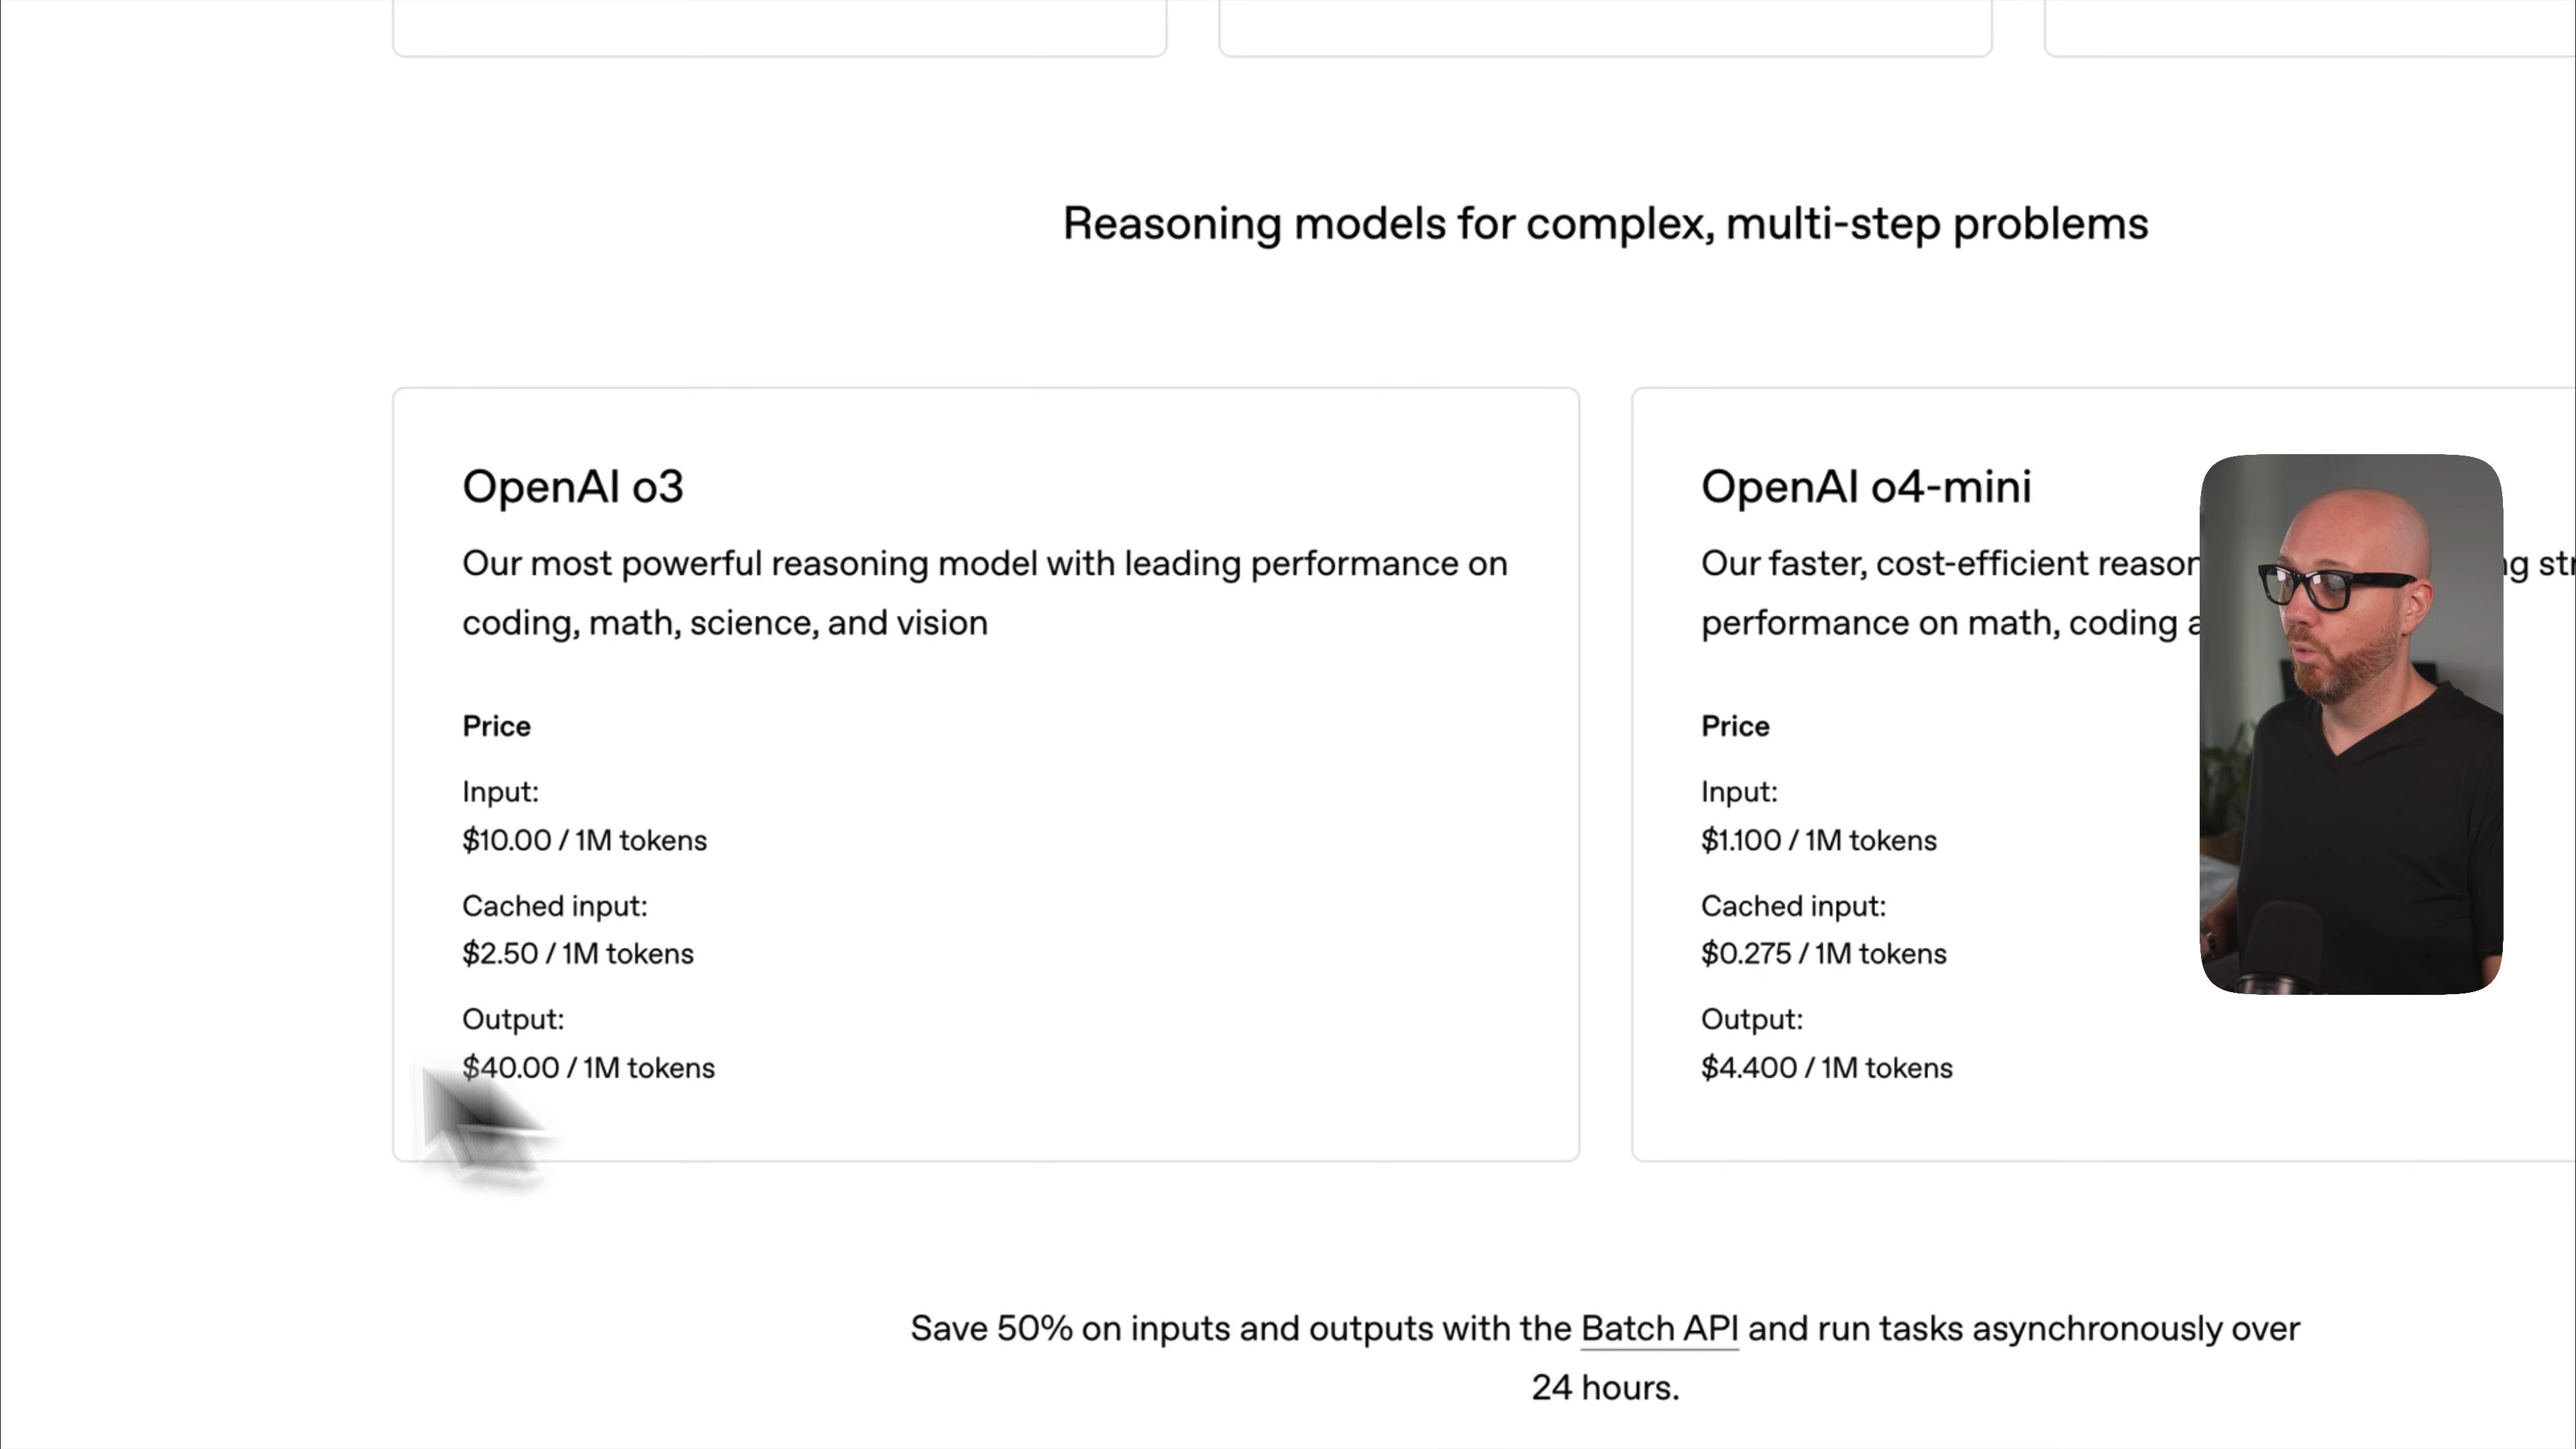 Reasoning models for complex, multi-step problems
OpenAI o3
Our most powerful reasoning model with leading performance on
coding, math, science, and vision
Price
Input:
$10.00 / 1M tokens
Cached input:
$2.50 / 1M tokens
Output:
$40.00 / 1M tokens
OpenAI o4-mini
Our faster, cost-efficient
performance on math, coding
Price
Input:
$1.100 / 1M tokens
Cached input:
$0.275 / 1M tokens
Output:
$4.400 / 1M tokens
Save 50% on inputs and outputs with the Batch API and run tasks asynchronously over
24 hours.